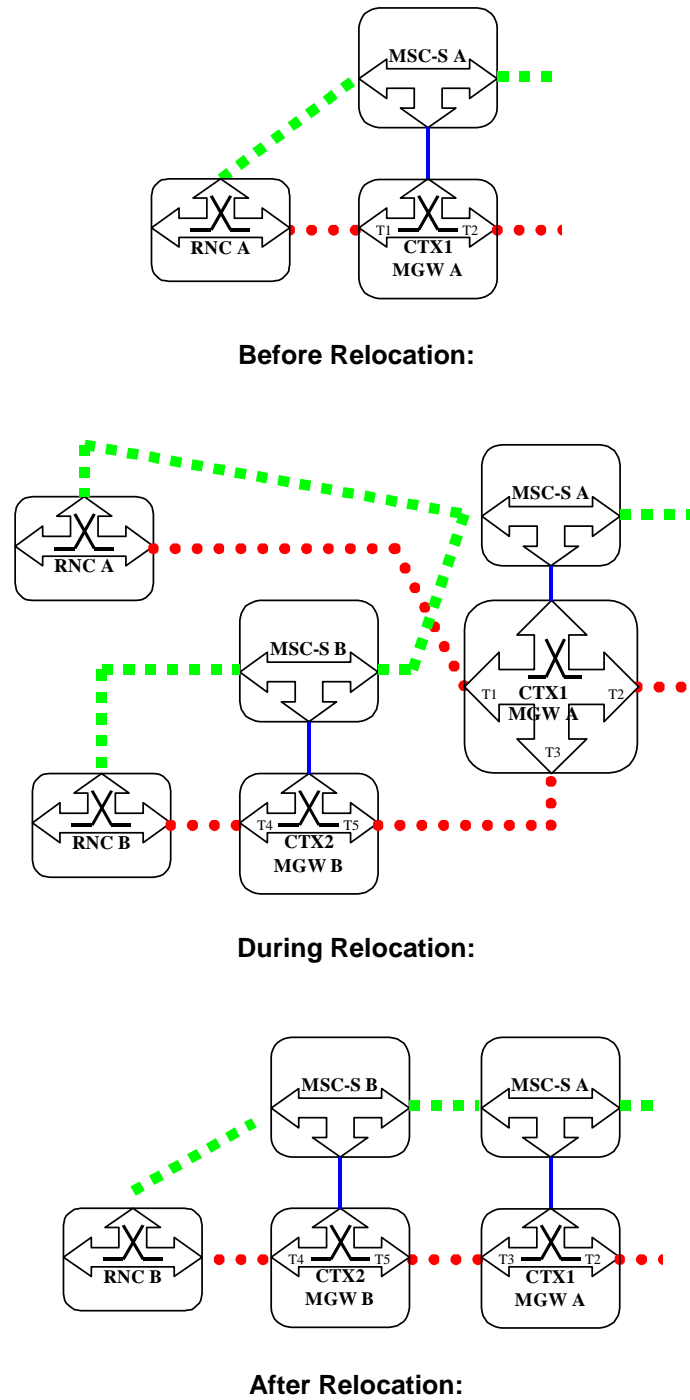 MSC-S A
RNC A
T1
T2
CTX1
MGW A
Before Relocation:
MSC-S A
RNC A
MSC-S B
T1
CTX1
T2
MGW A
T3
RNC B
T4
T5
CTX2
MGW B
During Relocation:
MSC-S B
MSC-S A
RNC B
T4
T5
CTX2
MGW B
T3
T2
CTX1
MGW A
After Relocation: